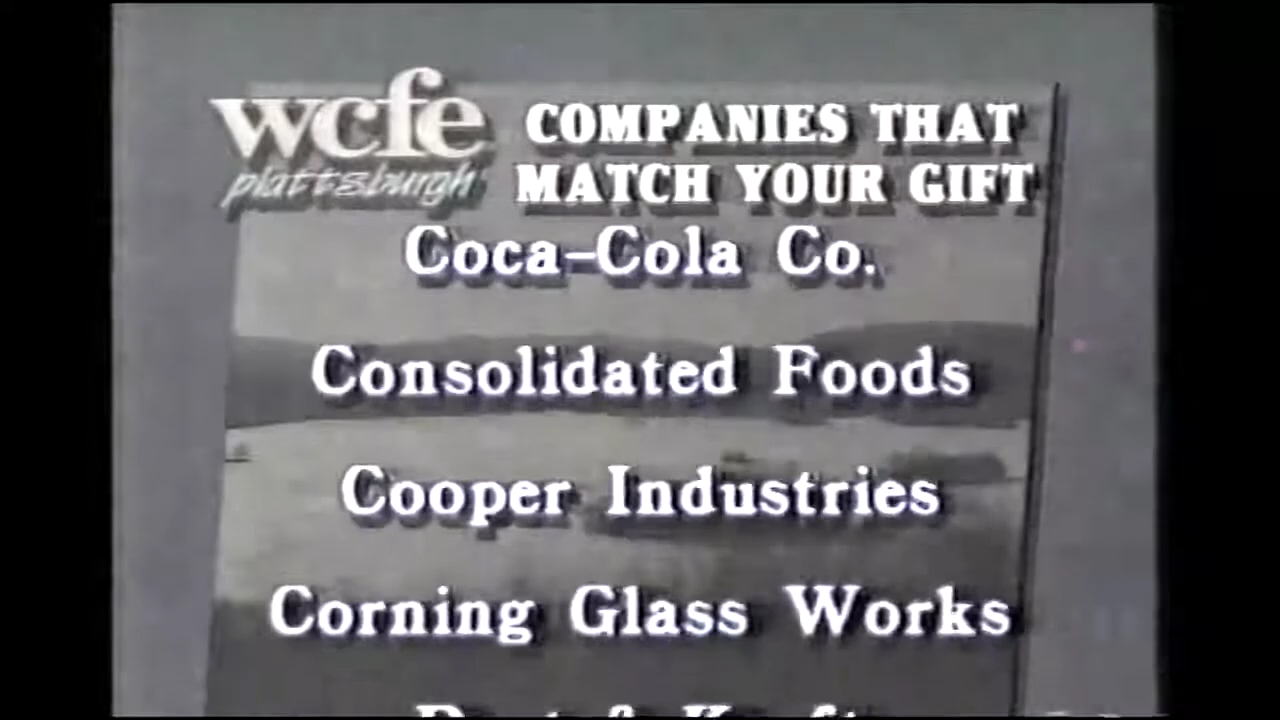 wcfe
plattsburgh
COMPANIES THAT
MATCH YOUR GIFT
Coca-Cola Co.
Consolidated Foods
Cooper Industries
Corning Glass Works